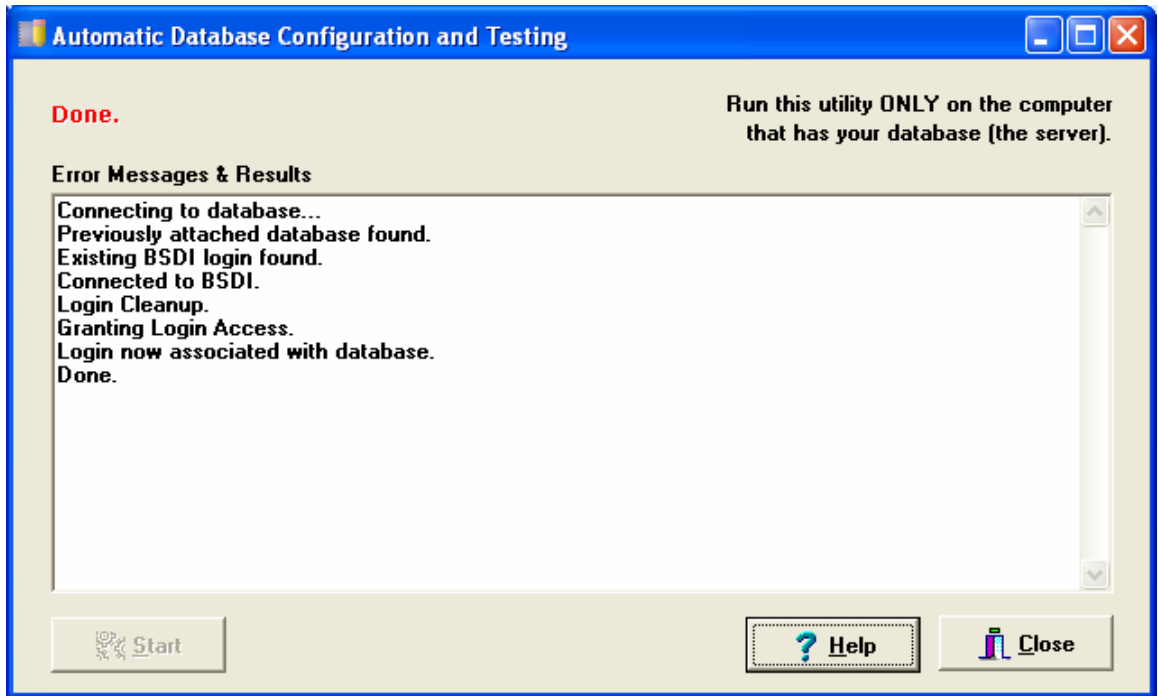 Automatic Database Configuration and Testing
Done.
Run this utility ONLY on the computer
that has your database (the server).
Error Messages & Results
Connecting to database...
Previously attached database found.
Existing BSDI login found.
Connected to BSDI.
Login Cleanup.
Granting Login Access.
Login now associated with database.
Done.
Start
? Help
Close